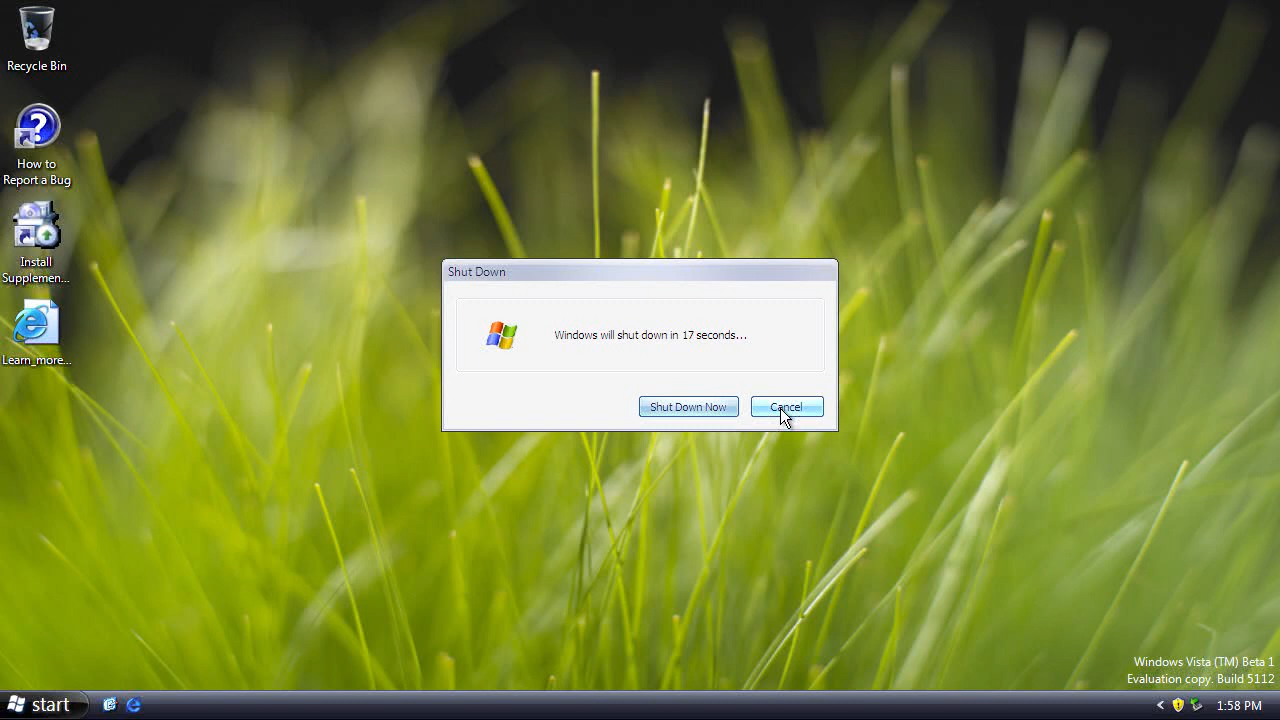 Recycle Bin
How to
Report a Bug
Install
Supplemen...
Learn_more...
Shut Down
Windows will shut down in 17 seconds...
Shut Down Now
Cancel
Windows Vista (TM) Beta 1
Evaluation copy. Build 5112
start
1:58 PM